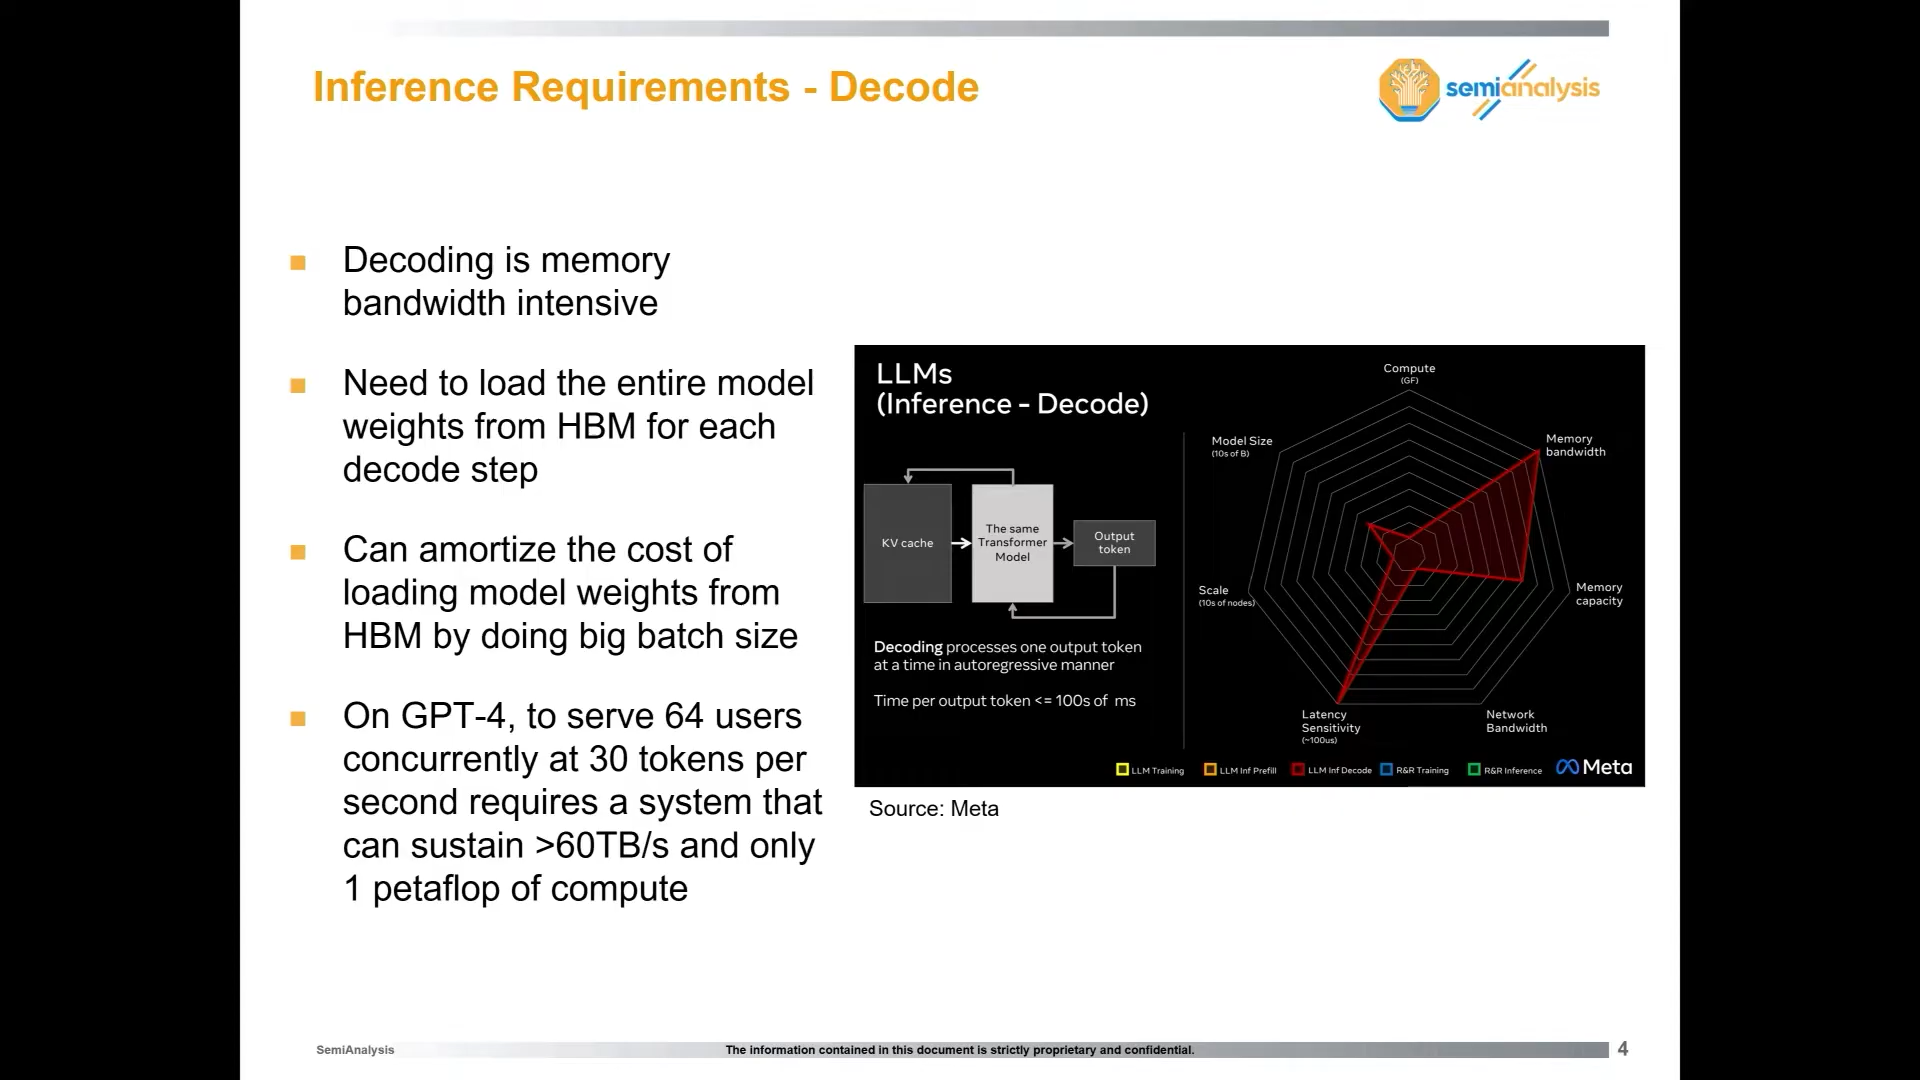 Inference Requirements - Decode
semianalysis
Decoding is memory
bandwidth intensive
Need to load the entire model
weights from HBM for each
decode step
Can amortize the cost of
loading model weights from
HBM by doing big batch size
On GPT-4, to serve 64 users
concurrently at 30 tokens per
second requires a system that
can sustain >60TB/s and only
1 petaflop of compute
LLMs
(Inference - Decode)
KV cache
The same
Transformer
Model
Output
token
Decoding processes one output token
at a time in autoregressive manner
Time per output token <= 100s of ms
Compute
(GF)
Memory
bandwidth
Memory
capacity
Network
Bandwidth
Latency
Sensitivity
(~100us)
Scale
(10s of nodes)
Model Size
(10s of B)
LLM Training
LLM Inf Prefill
LLM Inf Decode
R&R Training
R&R Inference
Meta
Source: Meta
SemiAnalysis
The information contained in this document is strictly proprietary and confidential.
4